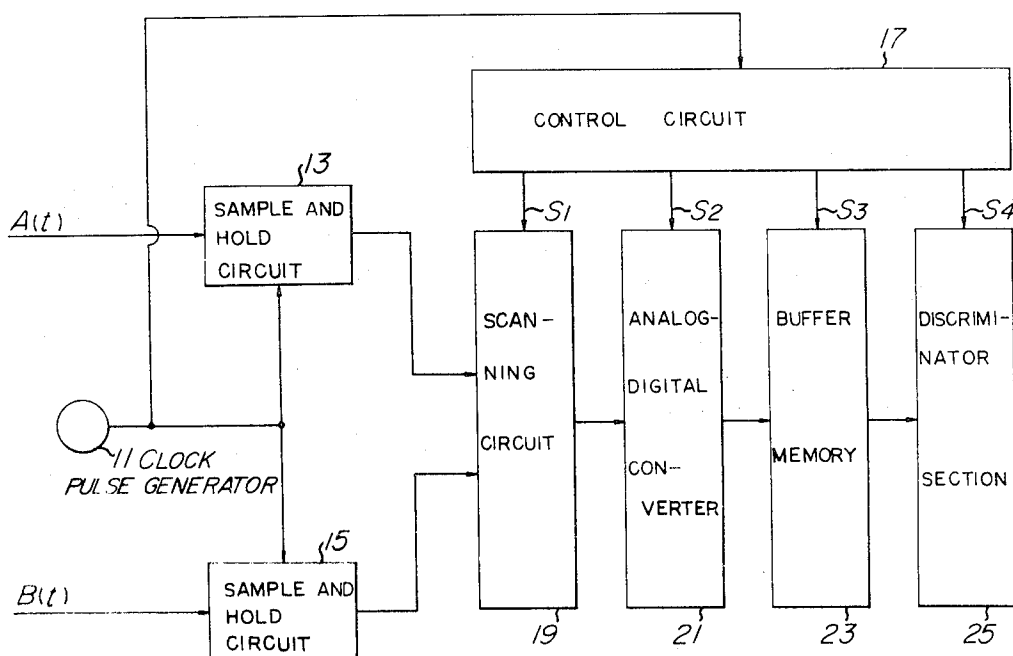 17
CONTROL CIRCUIT
13
SAMPLE AND
HOLD
CIRCUIT
A(t)
S1
S2
S3
S4
SCAN-
NING
CIRCUIT
ANALOG-
DIGITAL
CON-
VERTER
BUFFER
MEMORY
DISCRIMI-
NATOR
SECTION
11 CLOCK
PULSE GENERATOR
15
B(t)
SAMPLE AND
HOLD
CIRCUIT
19
21
23
25